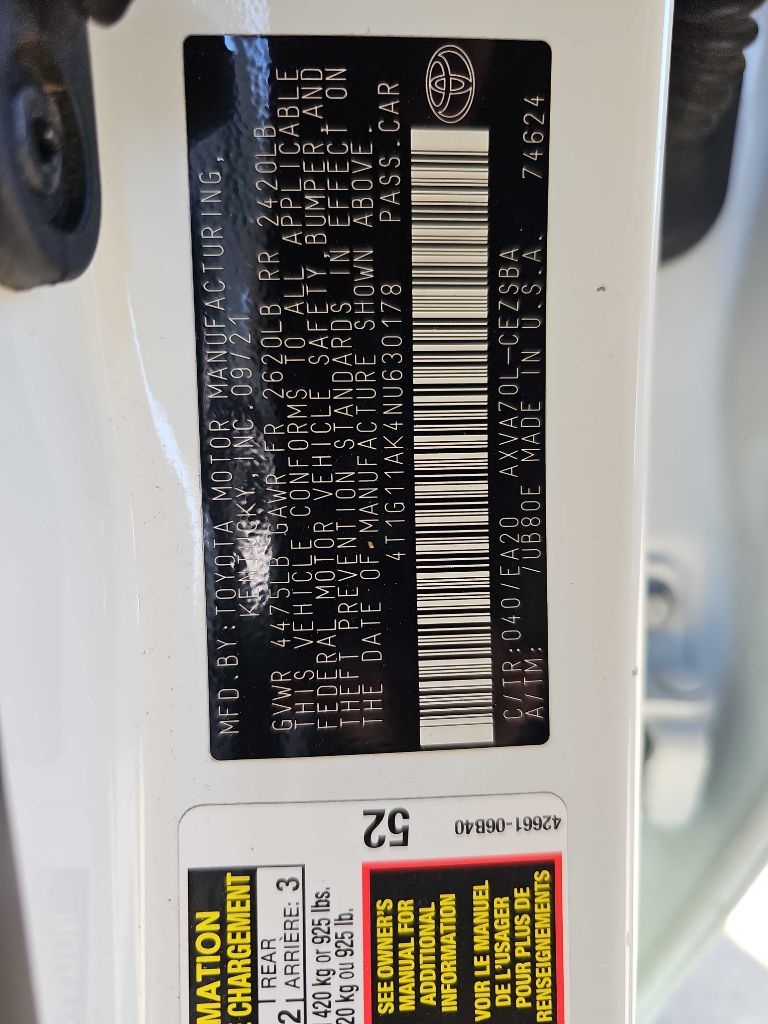 MFD.BY:TOYOTA MOTOR MANUFACTURING,
KENTUCKY,INC.09/21
GVWR 4475LB GAWR FR 2620LB RR 2420LB
THIS VEHICLE CONFORMS TO ALL APPLICABLE
FEDERAL MOTOR VEHICLE SAFETY,BUMPER,AND
THEFT PREVENTION STANDARDS IN EFFECT ON
THE DATE OF MANUFACTURE SHOWN ABOVE.
4T1G11AK4NU630178 PASS.CAR
C/TR:040/EA20 AXVA70L-CEZSBA
A/TM: /UB80E MADE IN U.S.A. 74624
52
42661-06B40
MATION
CHARGEMENT
2 REAR
ARRIÈRE: 3
420 kg or 925 lbs.
20 kg ou 925 lb.
SEE OWNER'S
MANUAL FOR
ADDITIONAL
INFORMATION
VOIR LE MANUEL
DE L'USAGER
POUR PLUS DE
RENSEIGNEMENTS